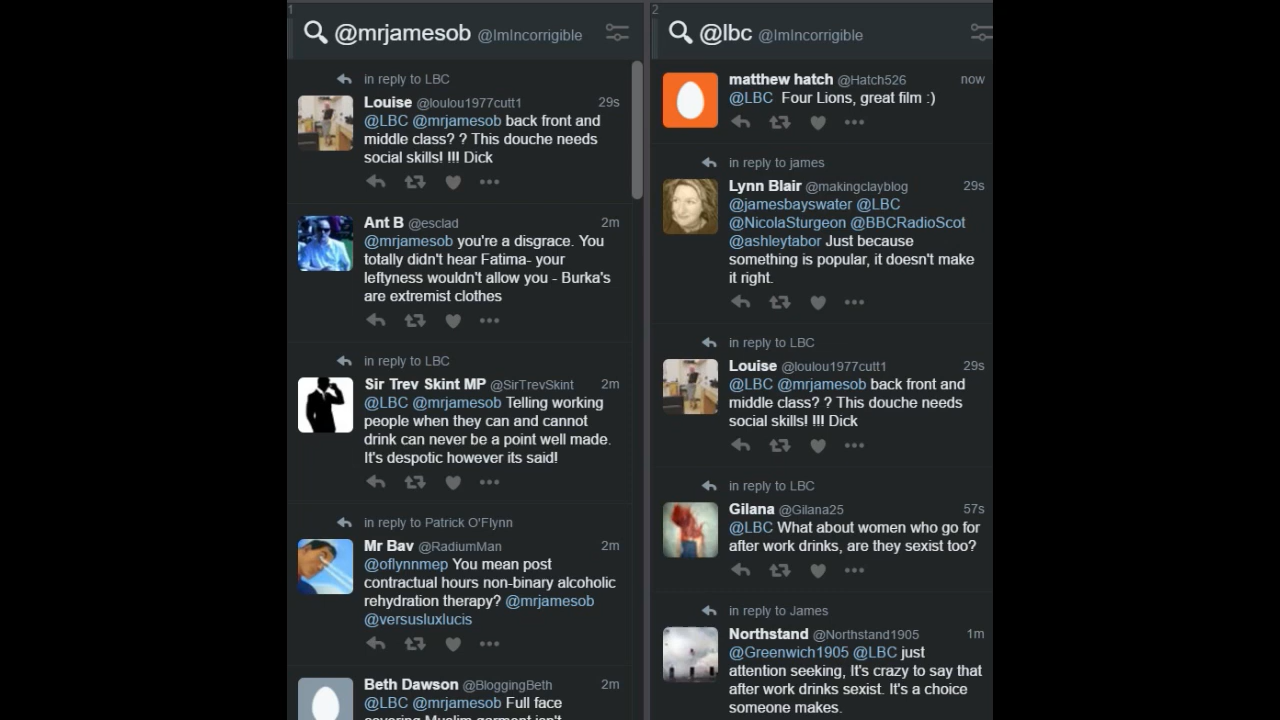 1
@mrjamesob @ImIncorrigible
in reply to LBC
Louise @loulou1977cutt1 29s
@LBC @mrjamesob back front and
middle class? ? This douche needs
social skills! !!! Dick
Ant B @esclad 2m
@mrjamesob you're a disgrace. You
totally didn't hear Fatima- your
leftyness wouldn't allow you - Burka's
are extremist clothes
in reply to LBC
Sir Trev Skint MP @SirTrevSkint 2m
@LBC @mrjamesob Telling working
people when they can and cannot
drink can never be a point well made.
It's despotic however its said!
in reply to Patrick O'Flynn
Mr Bav @RadiumMan 2m
@oflynnmep You mean post
contractual hours non-binary alcoholic
rehydration therapy? @mrjamesob
@versusluxlucis
Beth Dawson @BloggingBeth 2m
@LBC @mrjamesob Full face
covering Muslim garment isn't
2
@lbc @ImIncorrigible
matthew hatch @Hatch526 now
@LBC Four Lions, great film :)
in reply to james
Lynn Blair @makingclayblog 29s
@jamesbayswater @LBC
@NicolaSturgeon @BBCRadioScot
@ashleytabor Just because
something is popular, it doesn't make
it right.
in reply to LBC
Louise @loulou1977cutt1 29s
@LBC @mrjamesob back front and
middle class? ? This douche needs
social skills! !!! Dick
in reply to LBC
Gilana @Gilana25 57s
@LBC What about women who go for
after work drinks, are they sexist too?
in reply to James
Northstand @Northstand1905 1m
@Greenwich1905 @LBC just
attention seeking, It's crazy to say that
after work drinks sexist. It's a choice
someone makes.